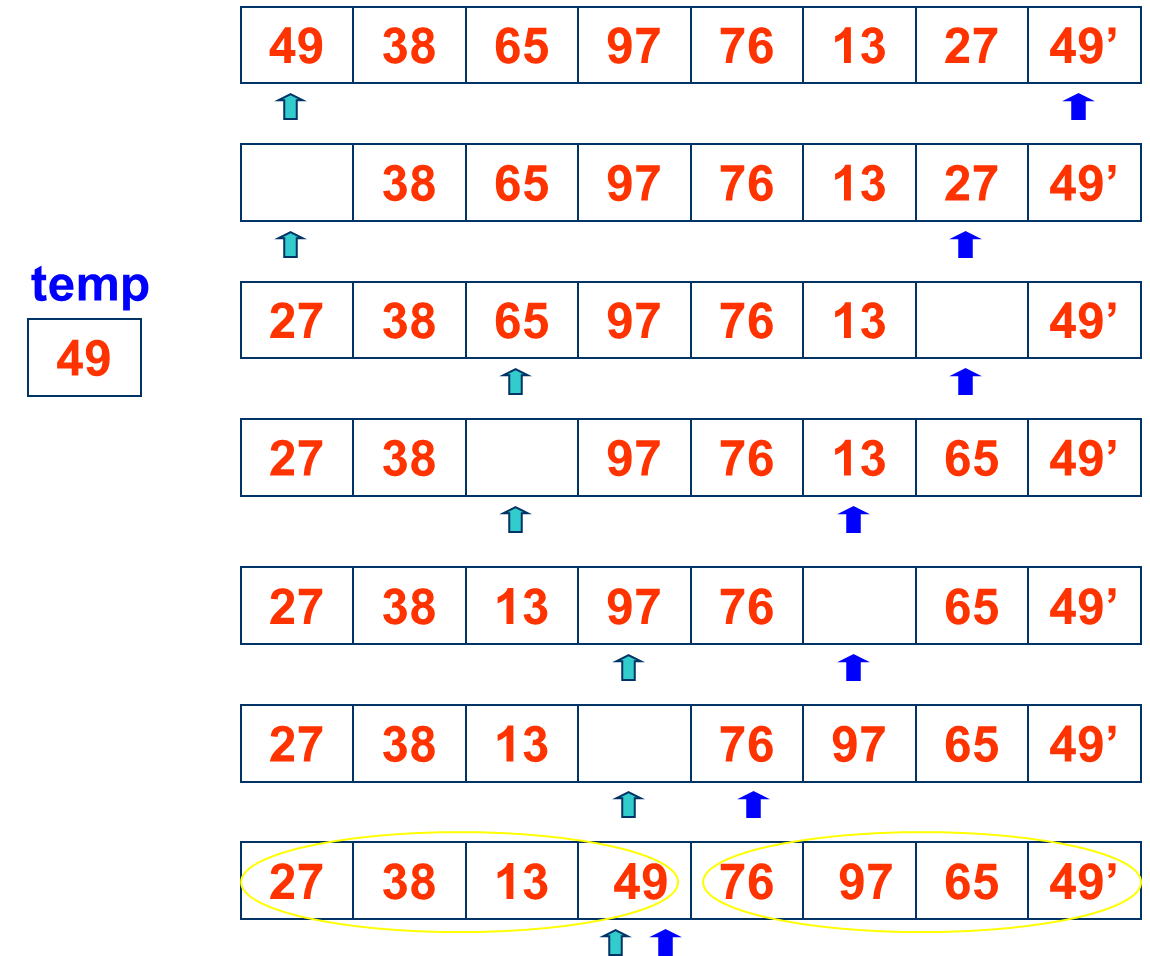 49 38 65 97 76 13 27 49’
38 65 97 76 13 27 49’
temp
27 38 65 97 76 13 49’
49
27 38 97 76 13 65 49’
27 38 13 97 76 65 49’
27 38 13 76 97 65 49’
27 38 13 49 76 97 65 49’